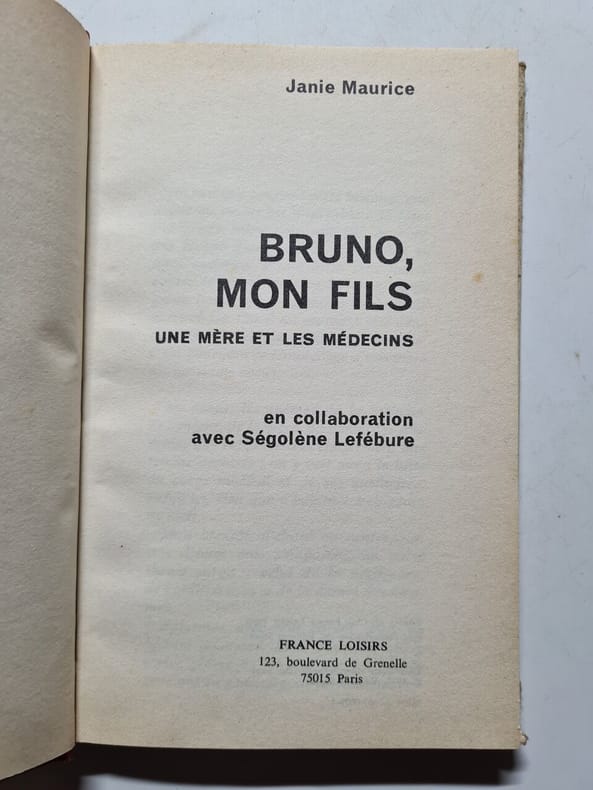 Janie Maurice
BRUNO,
MON FILS
UNE MÈRE ET LES MÉDECINS
en collaboration
avec Ségolène Lefébure
FRANCE LOISIRS
123, boulevard de Grenelle
75015 Paris